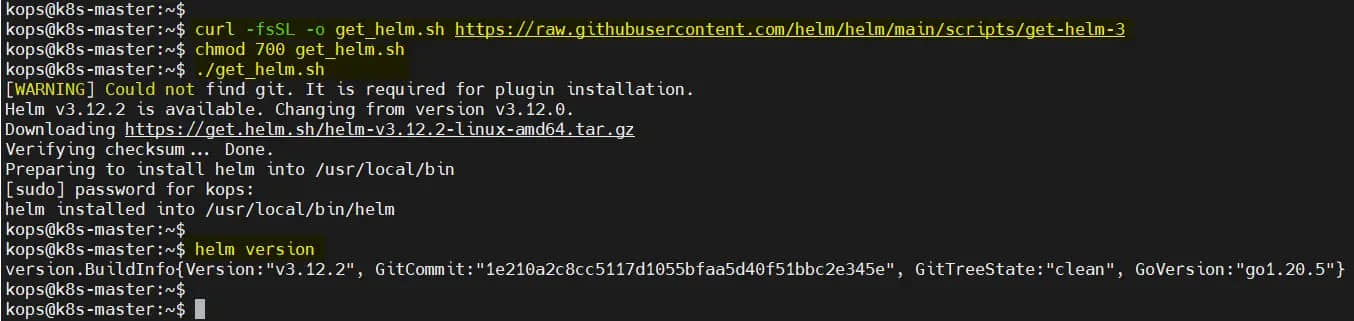 kops@k8s-master:~$
kops@k8s-master:~$ curl -fsSL -o get_helm.sh https://raw.githubusercontent.com/helm/helm/main/scripts/get-helm-3
kops@k8s-master:~$ chmod 700 get_helm.sh
kops@k8s-master:~$ ./get_helm.sh
[WARNING] Could not find git. It is required for plugin installation.
Helm v3.12.2 is available. Changing from version v3.12.0.
Downloading https://get.helm.sh/helm-v3.12.2-linux-amd64.tar.gz
Verifying checksum... Done.
Preparing to install helm into /usr/local/bin
[sudo] password for kops:
helm installed into /usr/local/bin/helm
kops@k8s-master:~$
kops@k8s-master:~$ helm version
version.BuildInfo{Version:"v3.12.2", GitCommit:"1e210a2c8cc5117d1055bfaa5d40f51bbc2e345e", GitTreeState:"clean", GoVersion:"go1.20.5"}
kops@k8s-master:~$
kops@k8s-master:~$